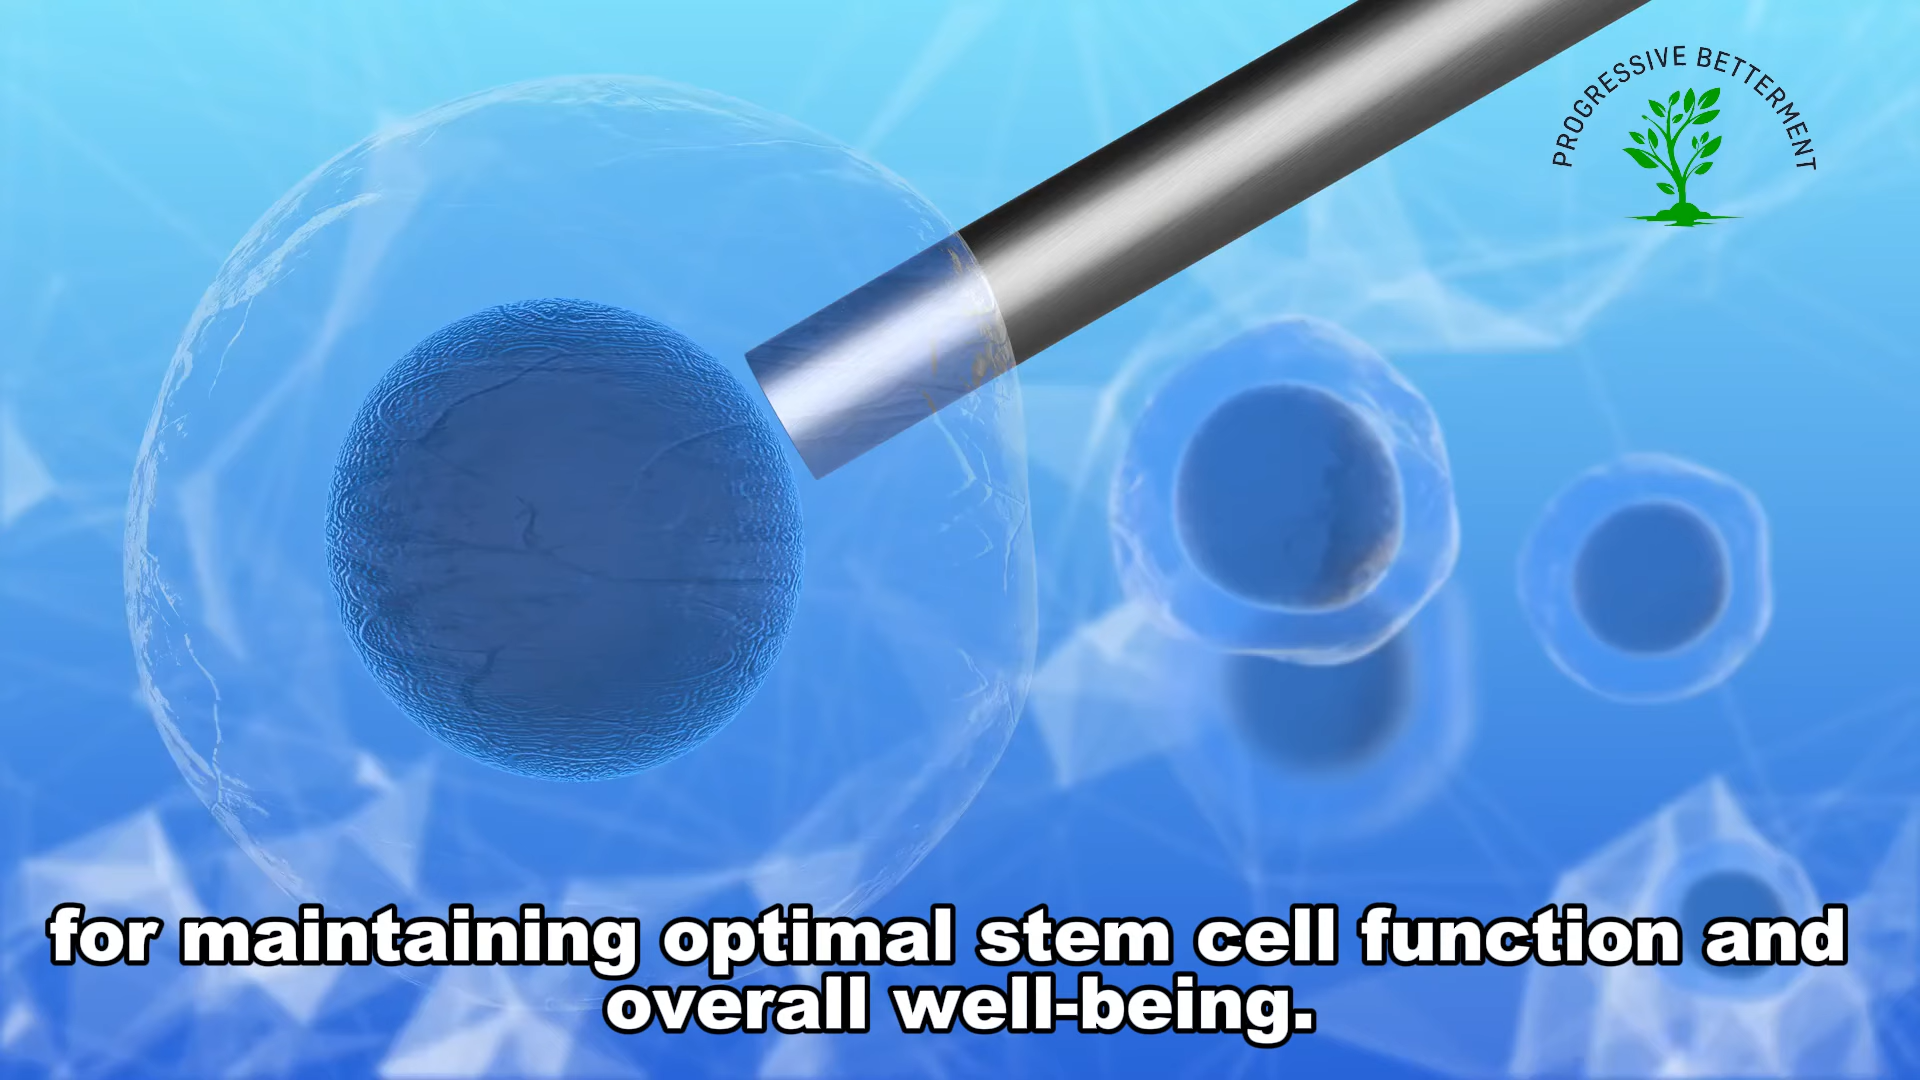 PROGRESSIVE BETTERMENT
for maintaining optimal stem cell function and
overall well-being.